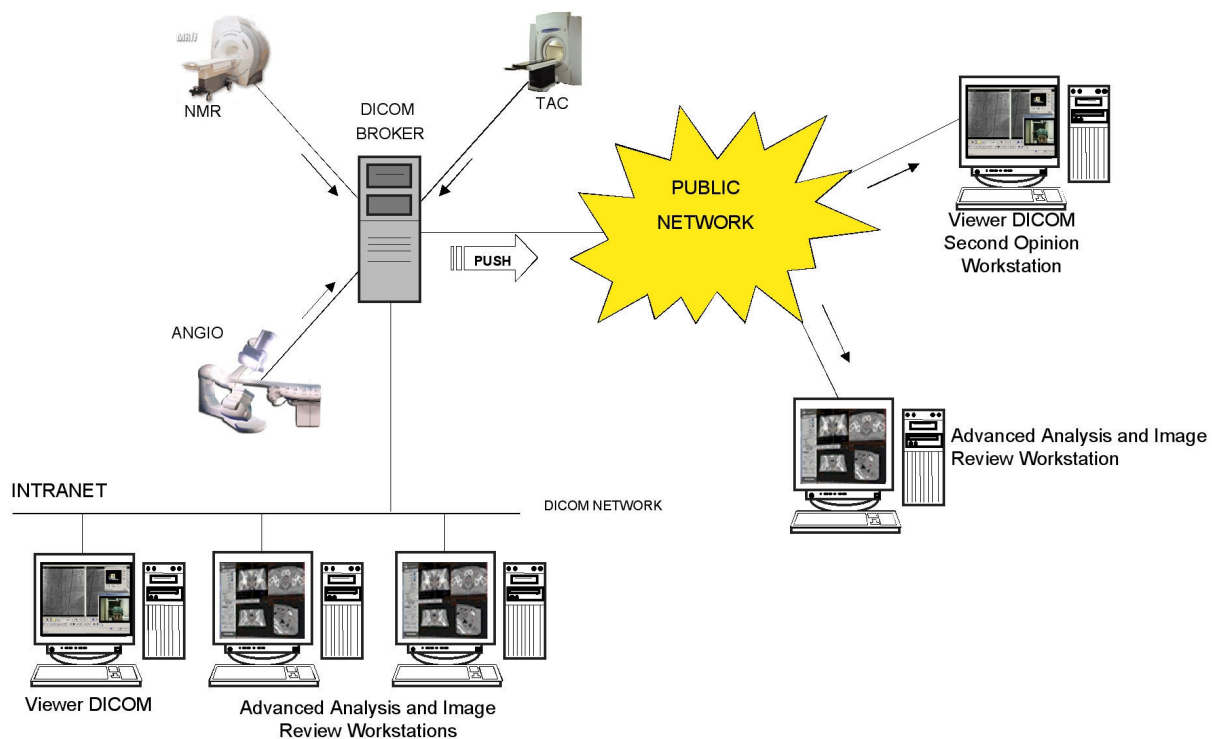 MRI
NMR
TAC
DICOM
BROKER
PUBLIC
NETWORK
PUSH
Viewer DICOM
Second Opinion
Workstation
ANGIO
Advanced Analysis and Image
Review Workstation
INTRANET
DICOM NETWORK
Viewer DICOM
Advanced Analysis and Image
Review Workstations